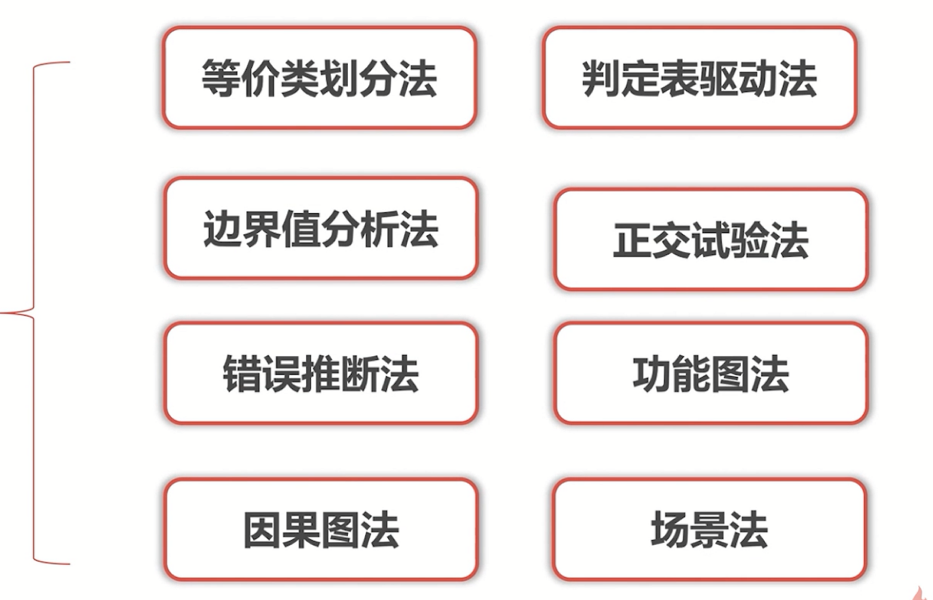 等价类划分法
判定表驱动法
边界值分析法
正交试验法
错误推断法
功能图法
因果图法
场景法